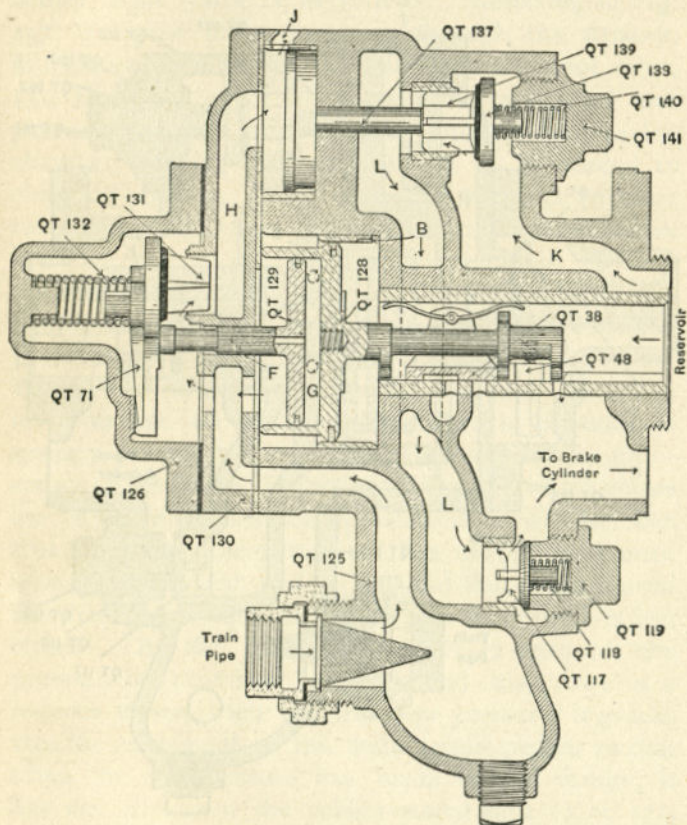 J
QT 137
QT 139
QT 133
QT 140
QT 141
L
QT 131
QT 132
H
B
K
QT 129
QT 128
QT 38
F
QT 48
Reservoir
G
QT 71
To Brake
Cylinder
QT 126
L
QT 130
QT 125
QT 119
Train
Pipe
QT 118
QT 117